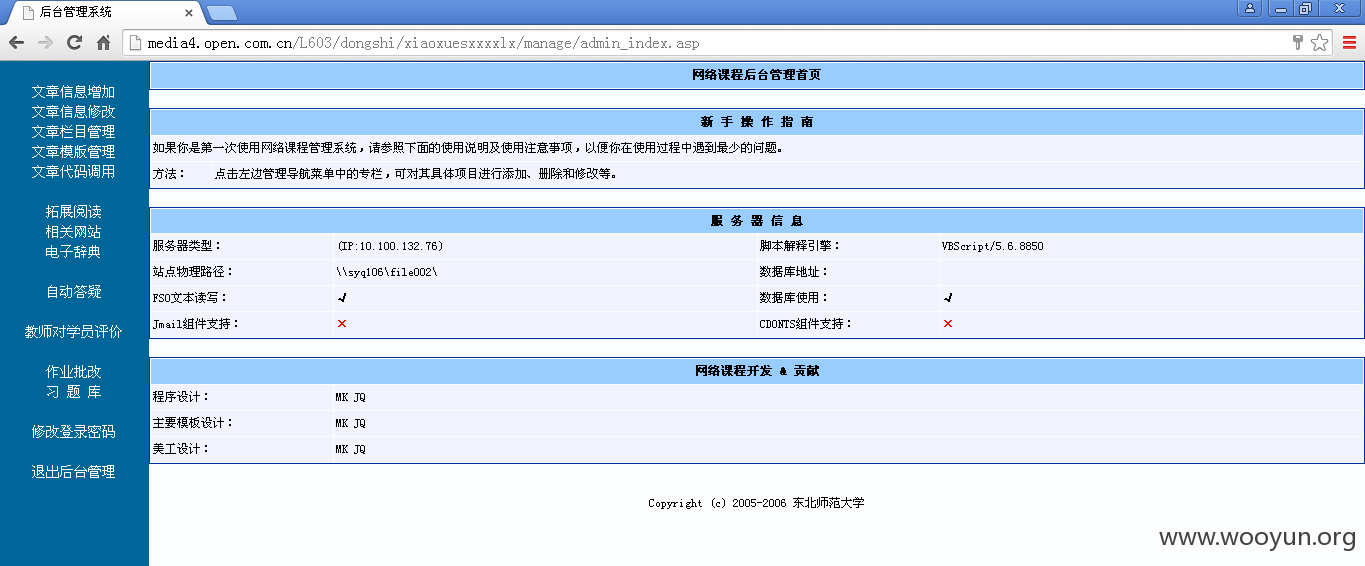 后台管理系统
media4.open.com.cn/L603/dongshi/xiaoxuesxxxxlx/manage/admin_index.asp
文章信息增加
文章信息修改
文章栏目管理
文章模版管理
文章代码调用
拓展阅读
相关网站
电子辞典
自动答疑
教师对学员评价
作业批改
习 题 库
修改登录密码
退出后台管理
网络课程后台管理首页
新 手 操 作 指 南
如果你是第一次使用网络课程管理系统，请参照下面的使用说明及使用注意事项，以便你在使用过程中遇到最少的问题。
方法： 点击左边管理导航菜单中的专栏，可对其具体项目进行添加、删除和修改等。
服 务 器 信 息
服务器类型： (IP:10.100.132.76) 脚本解释引擎： VBScript/5.6.8850
站点物理路径： \\syq106\file002\ 数据库地址：
FSO文本读写： √ 数据库使用： √
Jmail组件支持： × CDONTS组件支持： ×
网络课程开发 & 贡献
程序设计： MK JQ
主要模板设计： MK JQ
美工设计： MK JQ
Copyright (c) 2005-2006 东北师范大学
www.wooyun.org